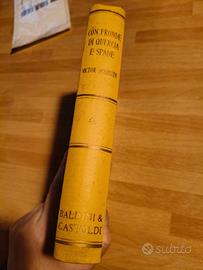 CON FRONDE
DI QUERCIA
E SPADE
VICTOR
BALDINI &
CASTOLDI
subito